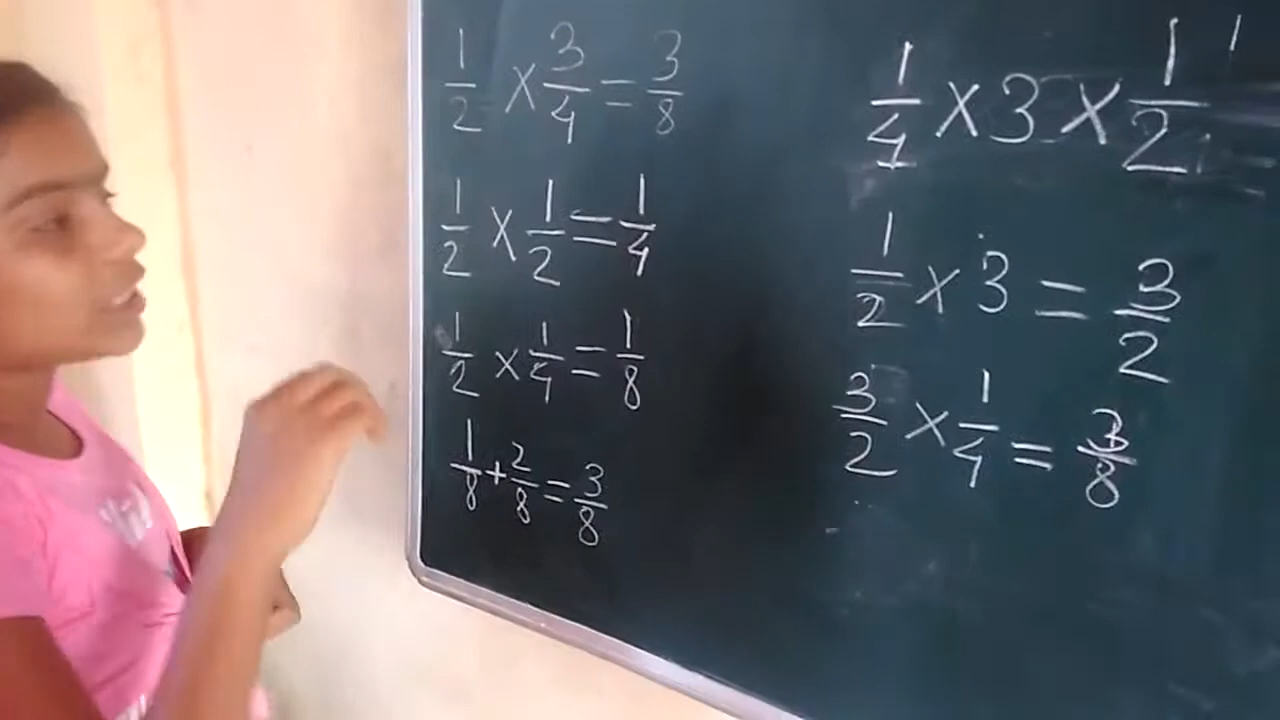 1/2 × 3/4 = 3/8
1/2 × 1/2 = 1/4
1/2 × 1/4 = 1/8
1/8 + 2/8 = 3/8
1/4 × 3 × 1/2
1/2 × 3 = 3/2
3/2 × 1/4 = 3/8